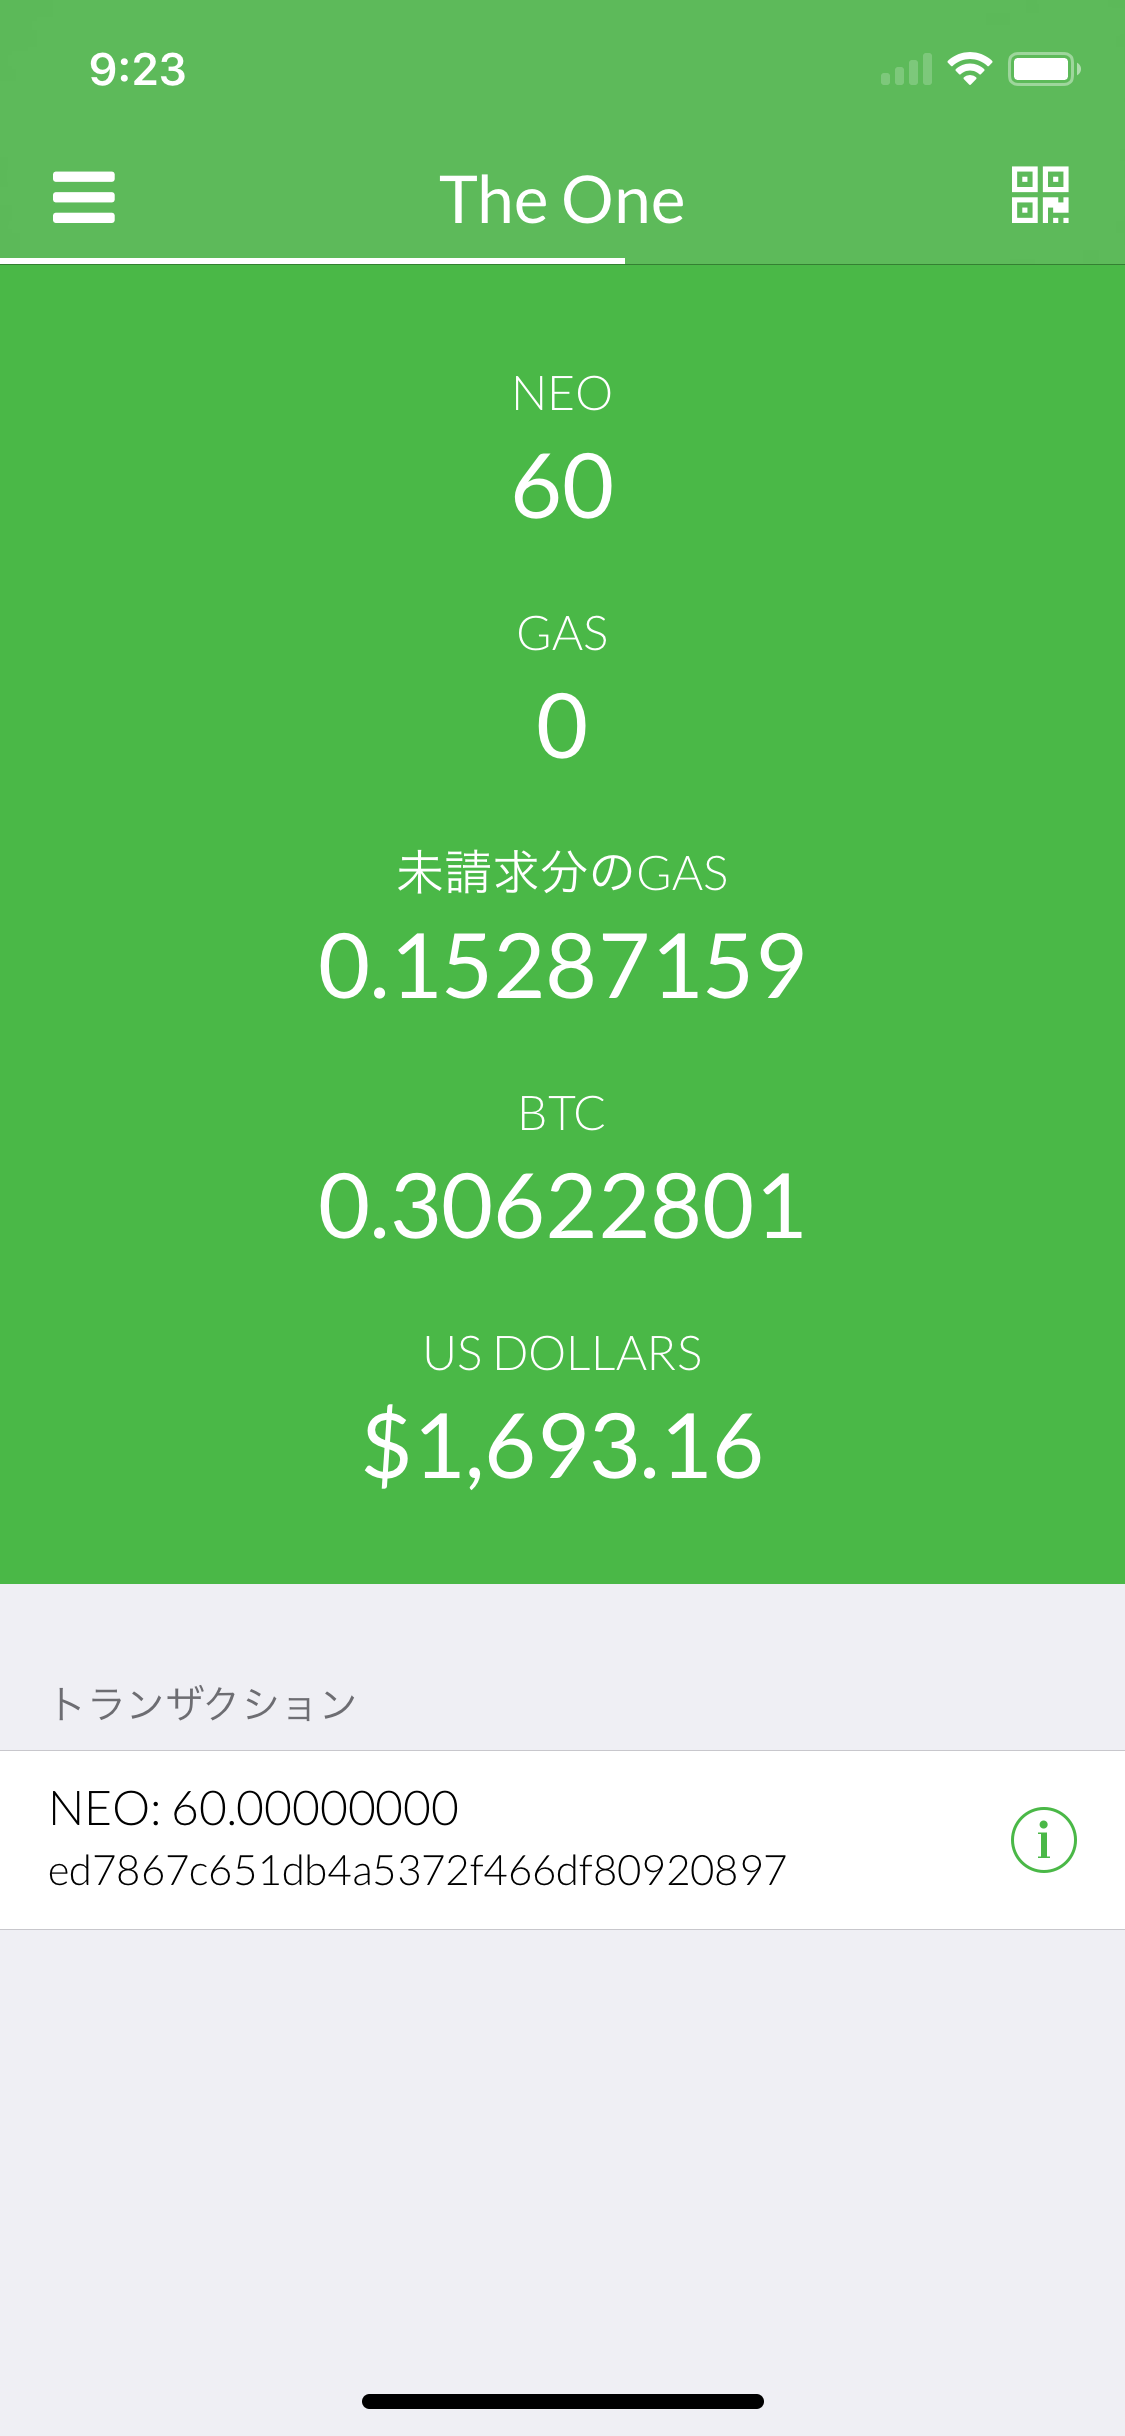 9:23
The One
NEO
60
GAS
0
未請求分のGAS
0.15287159
BTC
0.30622801
US DOLLARS
$1,693.16
トランザクション
NEO: 60.00000000
ed7867c651db4a5372f466df80920897